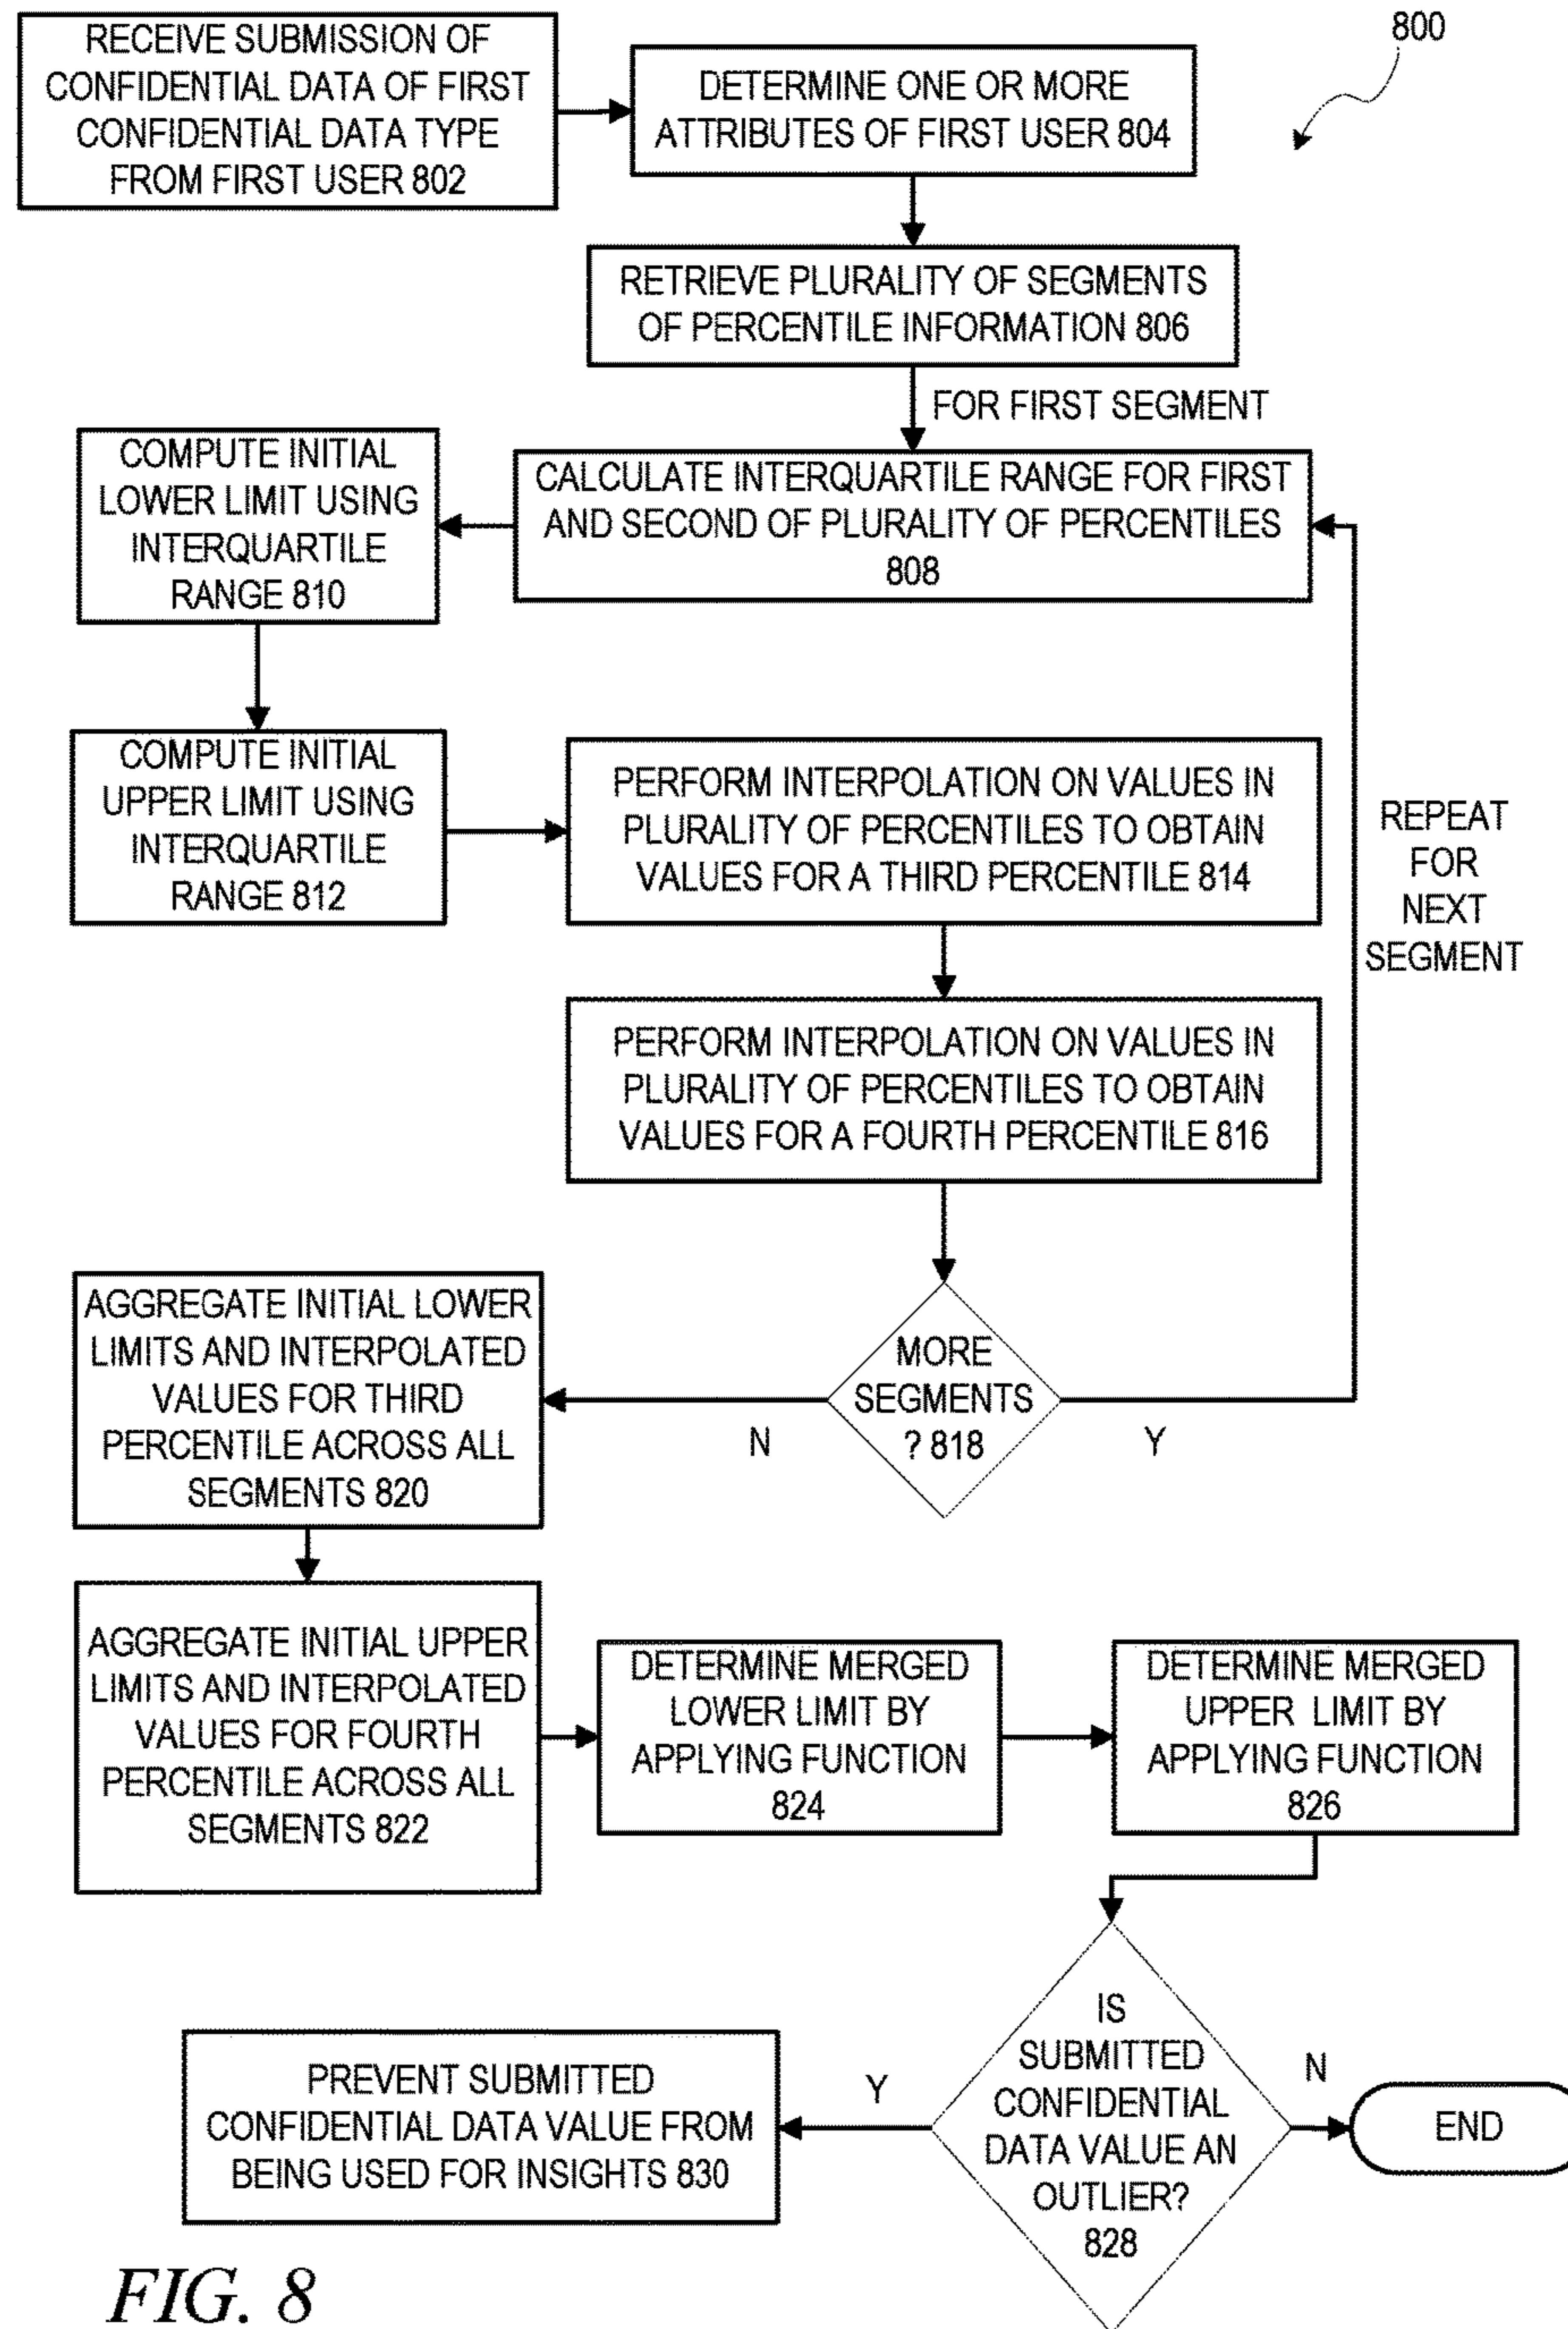 800
RECEIVE SUBMISSION OF
CONFIDENTIAL DATA OF FIRST
CONFIDENTIAL DATA TYPE
FROM FIRST USER 802
DETERMINE ONE OR MORE
ATTRIBUTES OF FIRST USER 804
RETRIEVE PLURALITY OF SEGMENTS
OF PERCENTILE INFORMATION 806
FOR FIRST SEGMENT
CALCULATE INTERQUARTILE RANGE FOR FIRST
AND SECOND OF PLURALITY OF PERCENTILES
808
COMPUTE INITIAL
LOWER LIMIT USING
INTERQUARTILE
RANGE 810
COMPUTE INITIAL
UPPER LIMIT USING
INTERQUARTILE
RANGE 812
PERFORM INTERPOLATION ON VALUES IN
PLURALITY OF PERCENTILES TO OBTAIN
VALUES FOR A THIRD PERCENTILE 814
REPEAT
FOR
NEXT
SEGMENT
PERFORM INTERPOLATION ON VALUES IN
PLURALITY OF PERCENTILES TO OBTAIN
VALUES FOR A FOURTH PERCENTILE 816
MORE
SEGMENTS
? 818
N
Y
AGGREGATE INITIAL LOWER
LIMITS AND INTERPOLATED
VALUES FOR THIRD
PERCENTILE ACROSS ALL
SEGMENTS 820
AGGREGATE INITIAL UPPER
LIMITS AND INTERPOLATED
VALUES FOR FOURTH
PERCENTILE ACROSS ALL
SEGMENTS 822
DETERMINE MERGED
LOWER LIMIT BY
APPLYING FUNCTION
824
DETERMINE MERGED
UPPER LIMIT BY
APPLYING FUNCTION
826
IS
SUBMITTED
CONFIDENTIAL
DATA VALUE AN
OUTLIER?
828
Y
N
PREVENT SUBMITTED
CONFIDENTIAL DATA VALUE FROM
BEING USED FOR INSIGHTS 830
END
FIG. 8